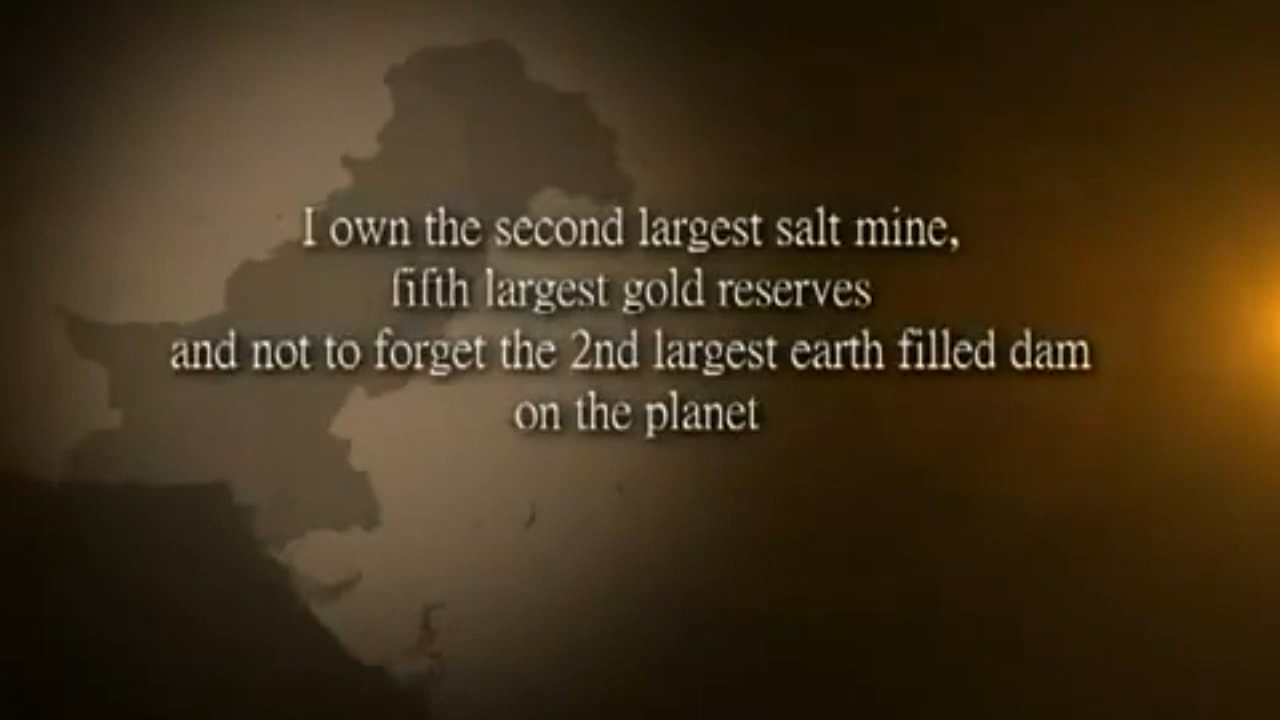 I own the second largest salt mine,
fifth largest gold reserves
and not to forget the 2nd largest earth filled dam
on the planet